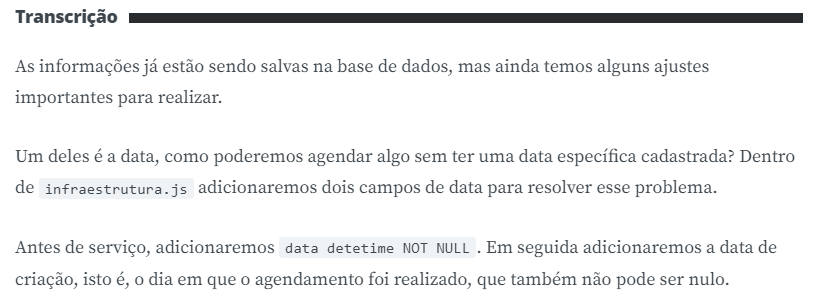 Transcrição
As informações já estão sendo salvas na base de dados, mas ainda temos alguns ajustes
importantes para realizar.
Um deles é a data, como poderemos agendar algo sem ter uma data específica cadastrada? Dentro
de infraestrutura.js adicionaremos dois campos de data para resolver esse problema.
Antes de serviço, adicionaremos data detetime NOT NULL . Em seguida adicionaremos a data de
criação, isto é, o dia em que o agendamento foi realizado, que também não pode ser nulo.